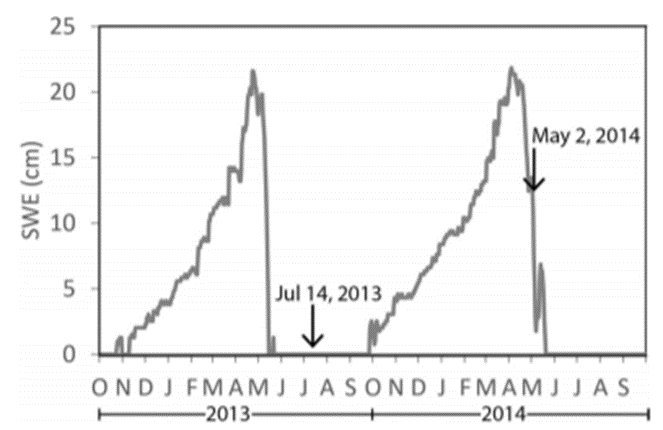 25
20
15
10
5
0
SWE (cm)
May 2, 2014
Jul 14, 2013
O N D J F M A M J J A S O N D J F M A M J J A S
2013 2014